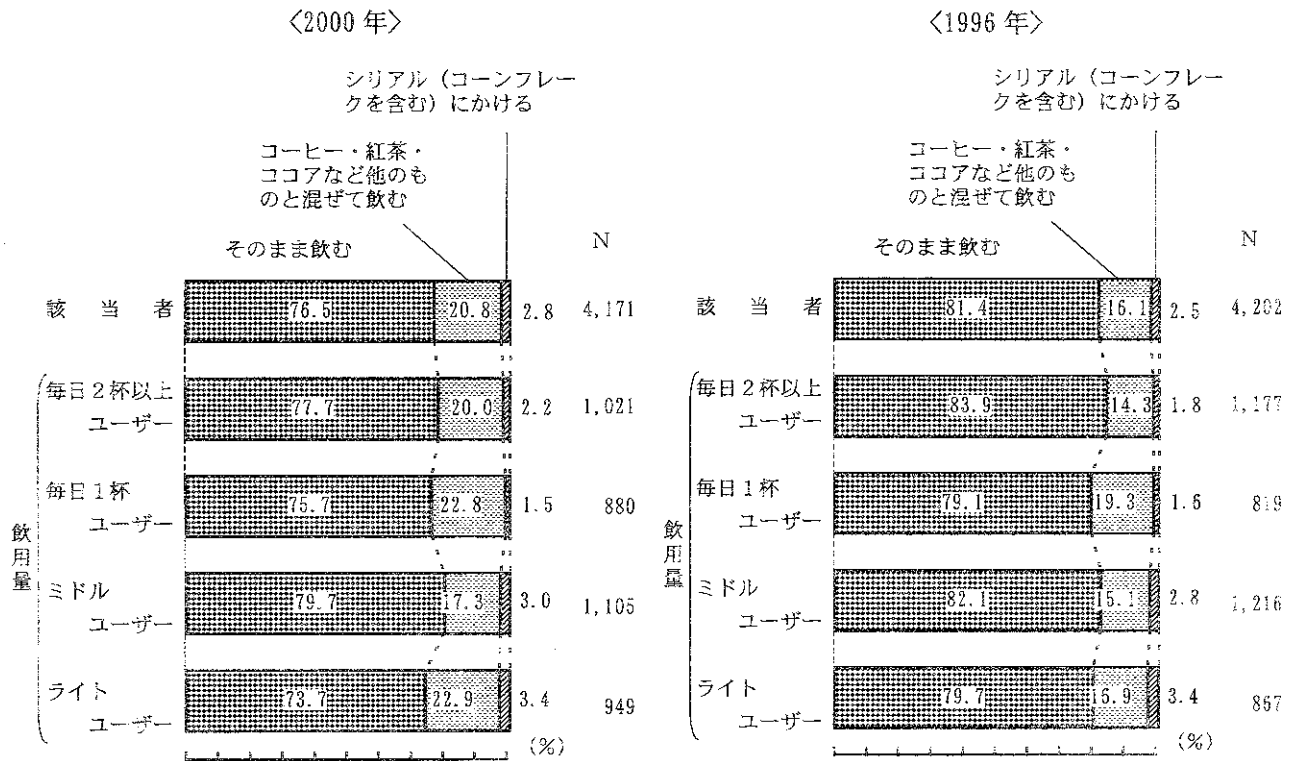 〈2000 年〉
シリアル（コーンフレー
クを含む）にかける
コーヒー・紅茶・
ココアなど他のも
のと混ぜて飲む
そのまま飲む
N
該当者 76.5 20.8 2.8 4,171
飲用量
毎日２杯以上
ユーザー 77.7 20.0 2.2 1,021
毎日１杯
ユーザー 75.7 22.8 1.5 880
ミドル
ユーザー 79.7 17.3 3.0 1,105
ライト
ユーザー 73.7 22.9 3.4 949
(%)
〈1996 年〉
シリアル（コーンフレー
クを含む）にかける
コーヒー・紅茶・
ココアなど他のも
のと混ぜて飲む
そのまま飲む
N
該当者 81.4 16.1 2.5 4,202
飲用量
毎日２杯以上
ユーザー 83.9 14.3 1.8 1,177
毎日１杯
ユーザー 79.1 19.3 1.6 819
ミドル
ユーザー 82.1 15.1 2.8 1,216
ライト
ユーザー 79.7 16.9 3.4 867
(%)